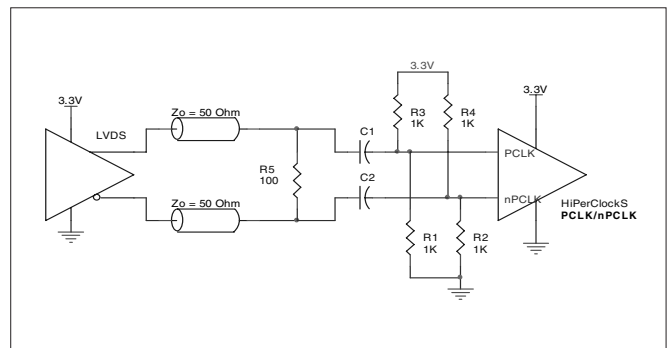 3.3V
3.3V
3.3V
Zo = 50 Ohm
C1
R3
1K
R4
1K
LVDS
PCLK
R5
100
C2
Zo = 50 Ohm
nPCLK
HiPerClockS
PCLK/nPCLK
R1
1K
R2
1K